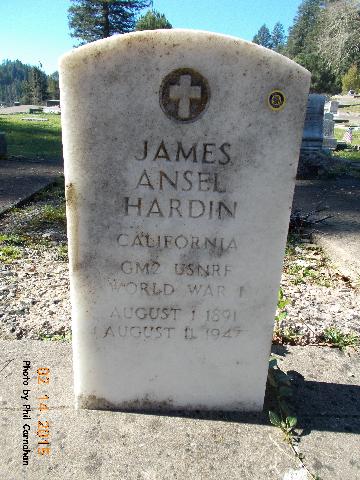 JAMES
ANSEL
HARDIN
CALIFORNIA
GM2 USNRF
WORLD WAR I
AUGUST 1 1891
AUGUST 11 1947
Photo by Phil Carnahan
02 14 2015